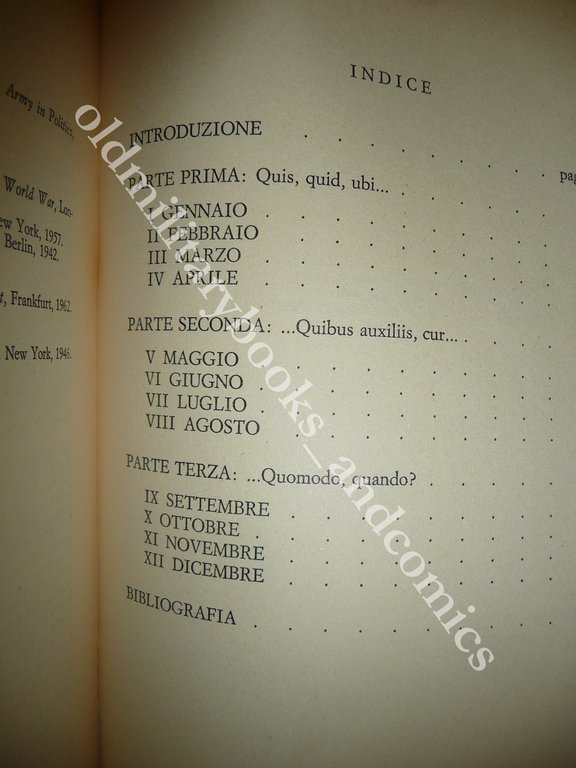 Army in Politics,
World War, Lon-
New York, 1957.
Berlin, 1942.
Frankfurt, 1962.
New York, 1946.
INDICE
INTRODUZIONE . . . . . . . .
PARTE PRIMA: Quis, quid, ubi... . . . . . pag
I GENNAIO . . . . . . . .
II FEBBRAIO . . . . . . . .
III MARZO . . . . . . . .
IV APRILE . . . . . . . .
PARTE SECONDA: ...Quibus auxiliis, cur... . . . .
V MAGGIO . . . . . . . .
VI GIUGNO . . . . . . . .
VII LUGLIO . . . . . . . .
VIII AGOSTO . . . . . . . .
PARTE TERZA: ...Quomodo, quando? . . . . .
IX SETTEMBRE . . . . . . . .
X OTTOBRE . . . . . . . .
XI NOVEMBRE . . . . . . . .
XII DICEMBRE . . . . . . . .
BIBLIOGRAFIA . . . . . . . .
oldmilitarybooks_andcomics